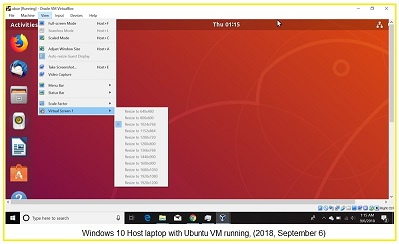 ubun [Running] - Oracle VM VirtualBox
File Machine View Input Devices Help
Activities
Thu 01:15
Full-screen Mode Host+F
Seamless Mode Host+L
Scaled Mode Host+C
Adjust Window Size Host+A
Auto-resize Guest Display
Take Screenshot... Host+E
Video Capture
Menu Bar
Status Bar
Scale Factor
Virtual Screen 1
Resize to 640x480
Resize to 800x600
Resize to 1024x768
Resize to 1152x864
Resize to 1280x720
Resize to 1280x800
Resize to 1366x768
Resize to 1440x900
Resize to 1600x900
Resize to 1680x1050
Resize to 1920x1080
Resize to 1920x1200
Type here to search
1:15 AM
9/6/2018
Windows 10 Host laptop with Ubuntu VM running, (2018, September 6)